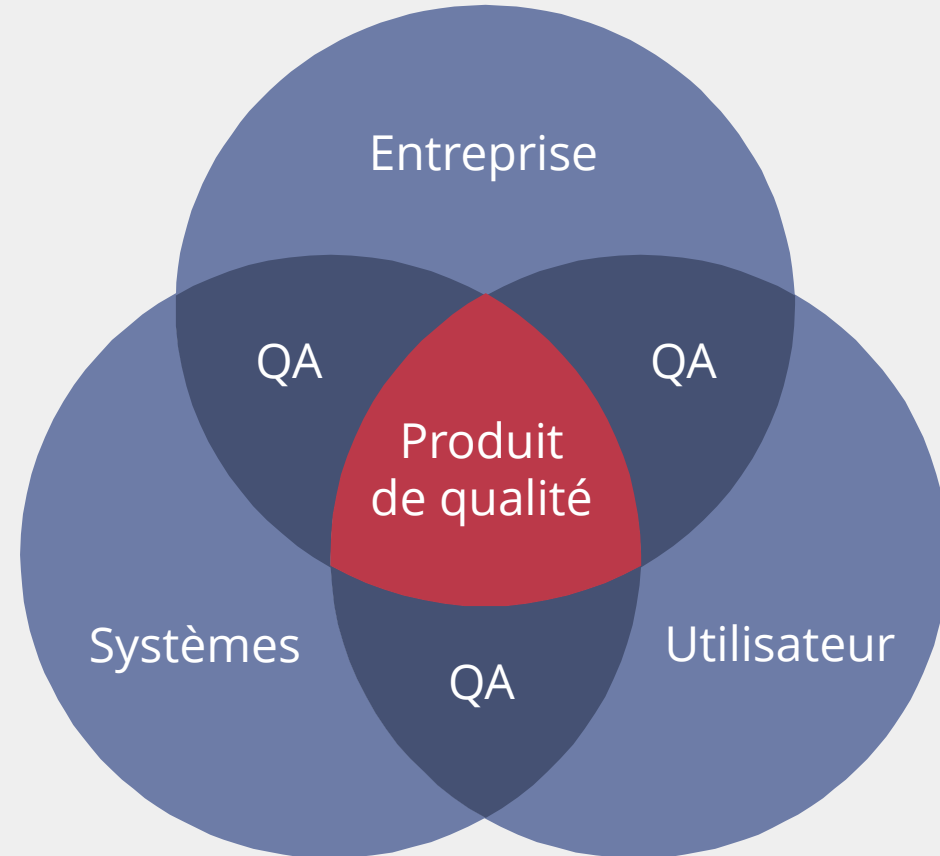 Entreprise
QA
QA
Produit
de qualité
Systèmes
Utilisateur
QA